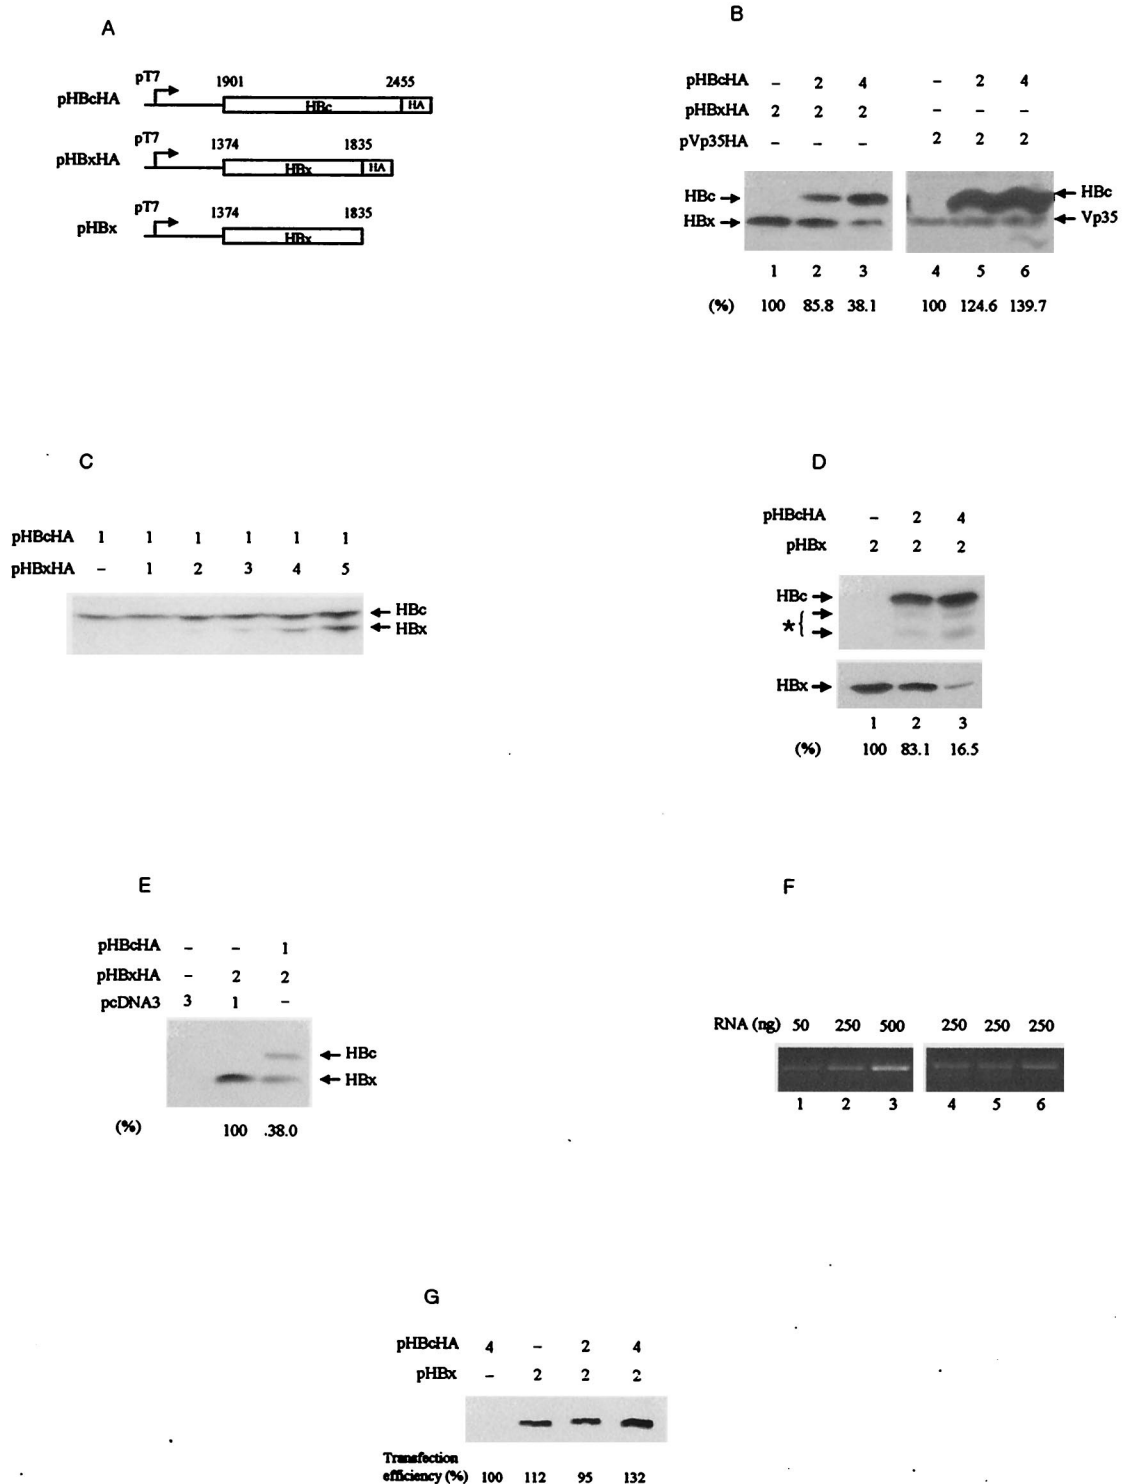 A
pT7 1901 2455
pHBcHA HBc HA
pT7 1374 1835
pHBxHA HBx HA
pT7 1374 1835
pHBx HBx
B
pHBcHA - 2 4 - 2 4
pHBxHA 2 2 2 - - -
pVp35HA - - - 2 2 2
HBc HBc
HBx Vp35
1 2 3 4 5 6
(%) 100 85.8 38.1 100 124.6 139.7
C
pHBcHA 1 1 1 1 1 1
pHBxHA - 1 2 3 4 5
HBc
HBx
D
pHBcHA - 2 4
pHBx 2 2 2
HBc
*{
HBx
1 2 3
(%) 100 83.1 16.5
E
pHBcHA - - 1
pHBxHA - 2 2
pcDNA3 3 1 -
HBc
HBx
(%) 100 .38.0
F
RNA (ng) 50 250 500 250 250 250
1 2 3 4 5 6
G
pHBcHA 4 - 2 4
pHBx - 2 2 2
Transfection
efficiency (%) 100 112 95 132